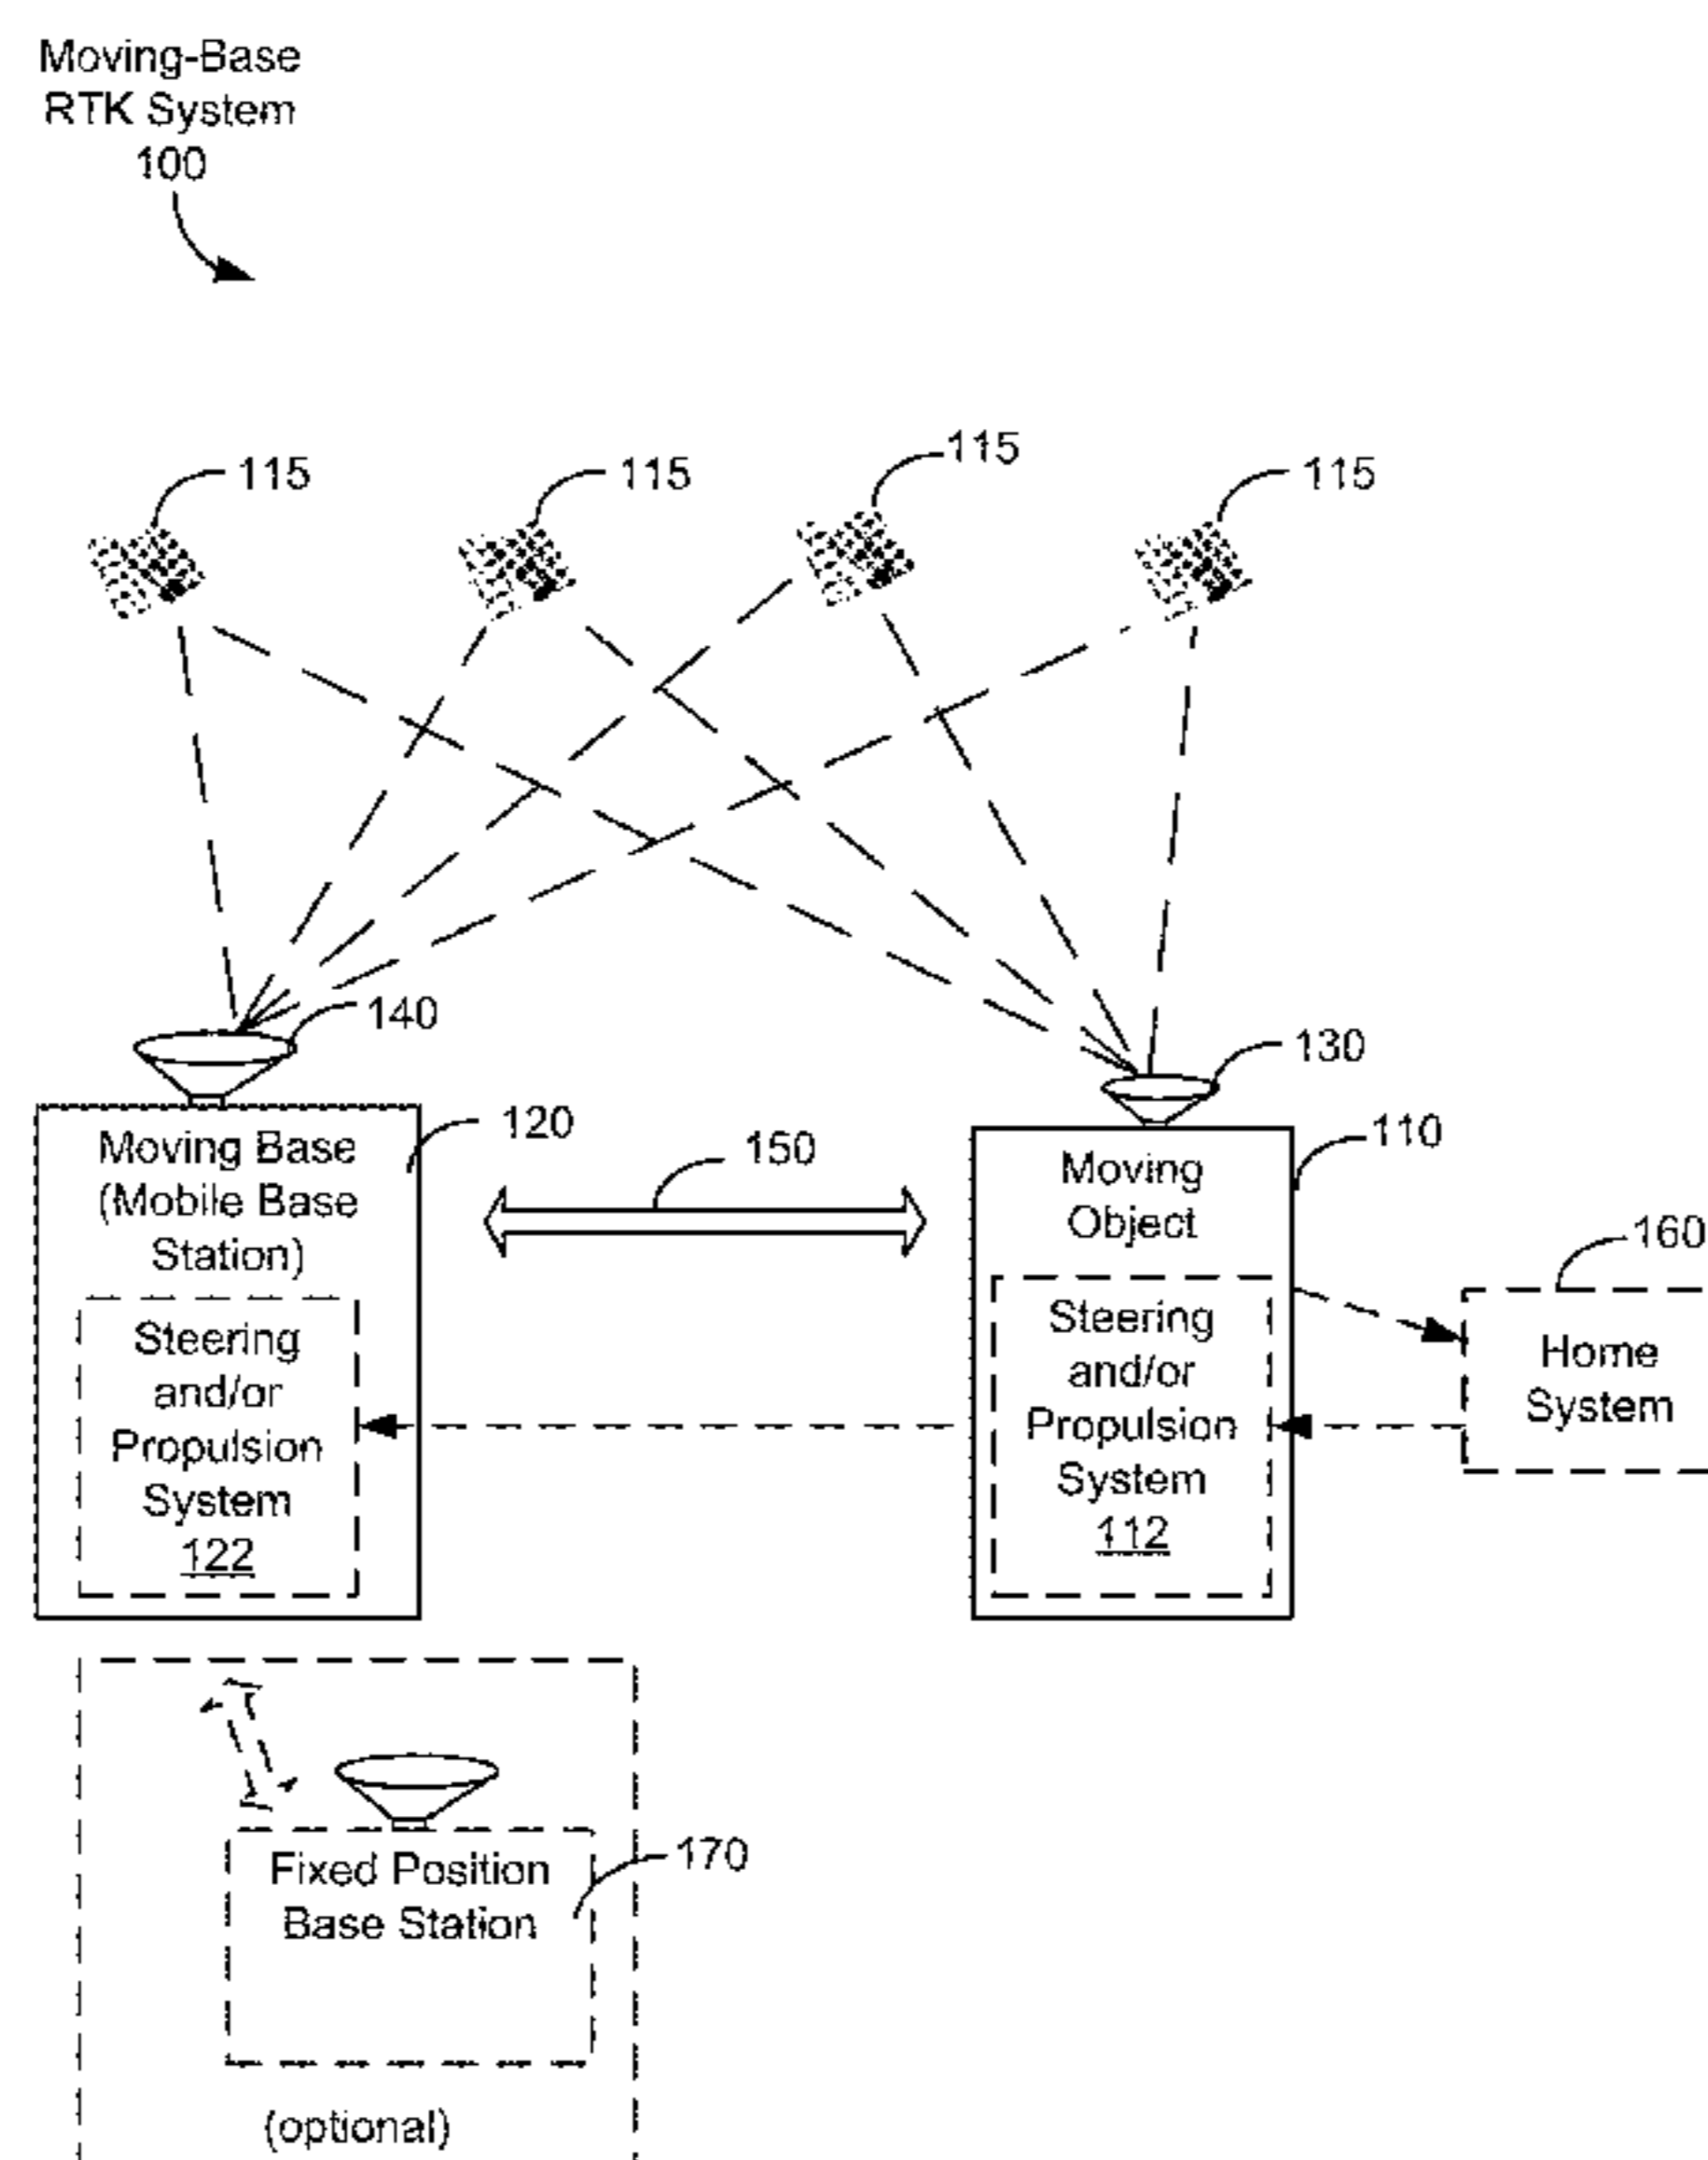 Moving-Base
RTK System
100
115
115
115
115
140
130
120
150
110
Moving Base
(Mobile Base
Station)
Moving
Object
160
Steering
and/or
Propulsion
System
122
Steering
and/or
Propulsion
System
112
Home
System
170
Fixed Position
Base Station
(optional)